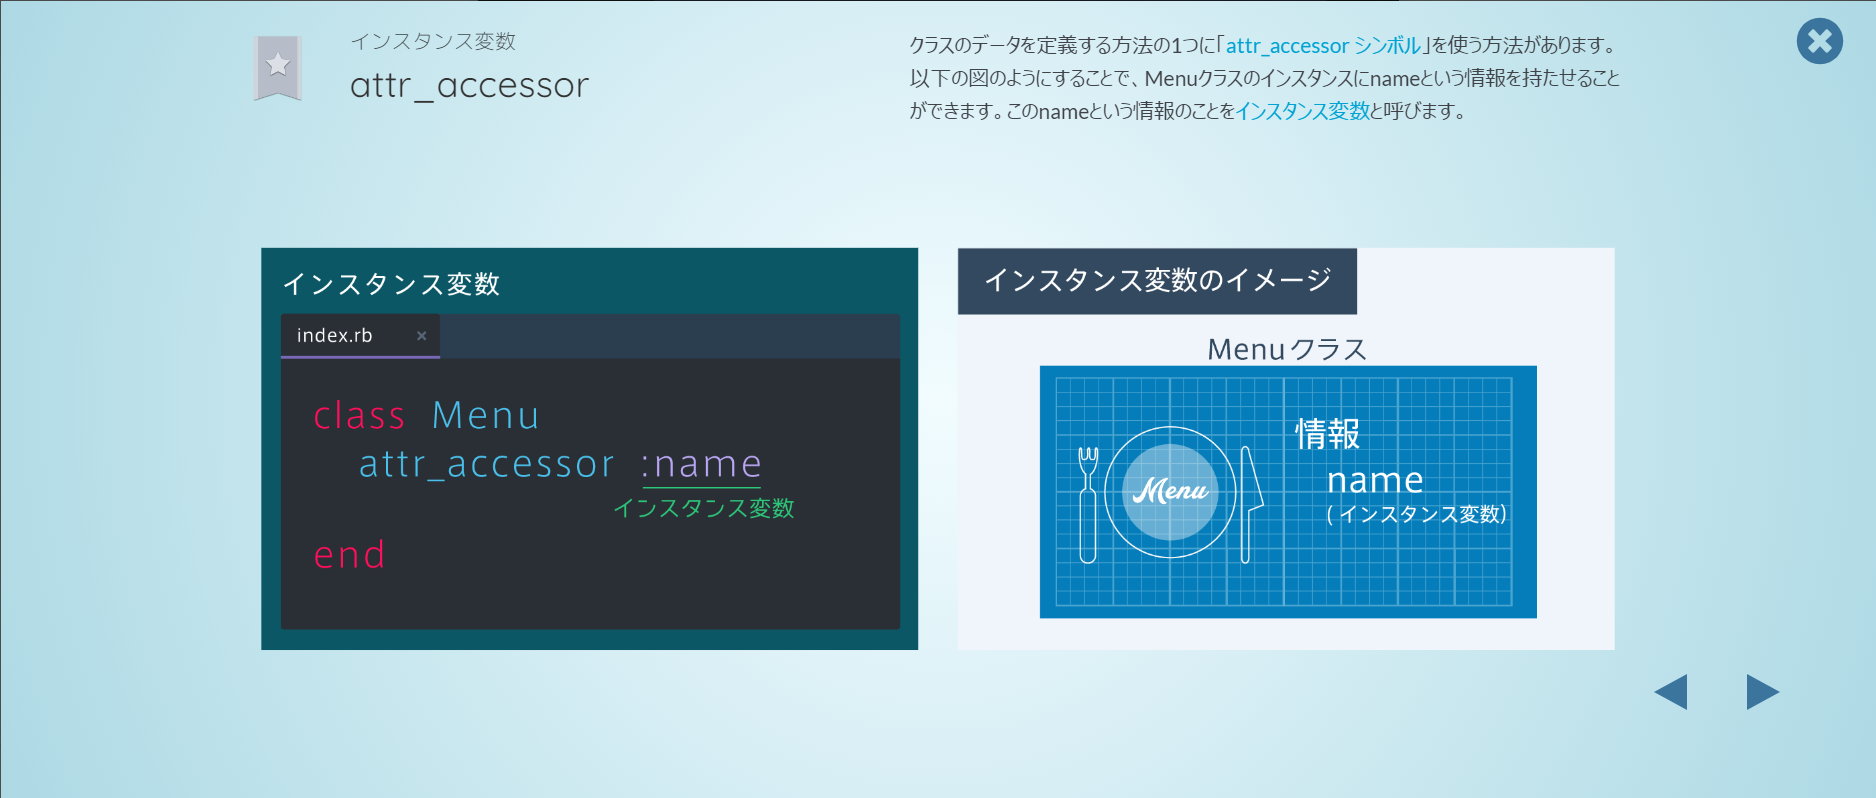 インスタンス変数
attr_accessor
クラスのデータを定義する方法の1つに「attr_accessor シンボル」を使う方法があります。
以下の図のようにすることで、Menuクラスのインスタンスにnameという情報を持たせること
ができます。このnameという情報のことをインスタンス変数と呼びます。
インスタンス変数
index.rb ×
class Menu
attr_accessor :name
インスタンス変数
end
インスタンス変数のイメージ
Menuクラス
Menu
情報
name
( インスタンス変数)